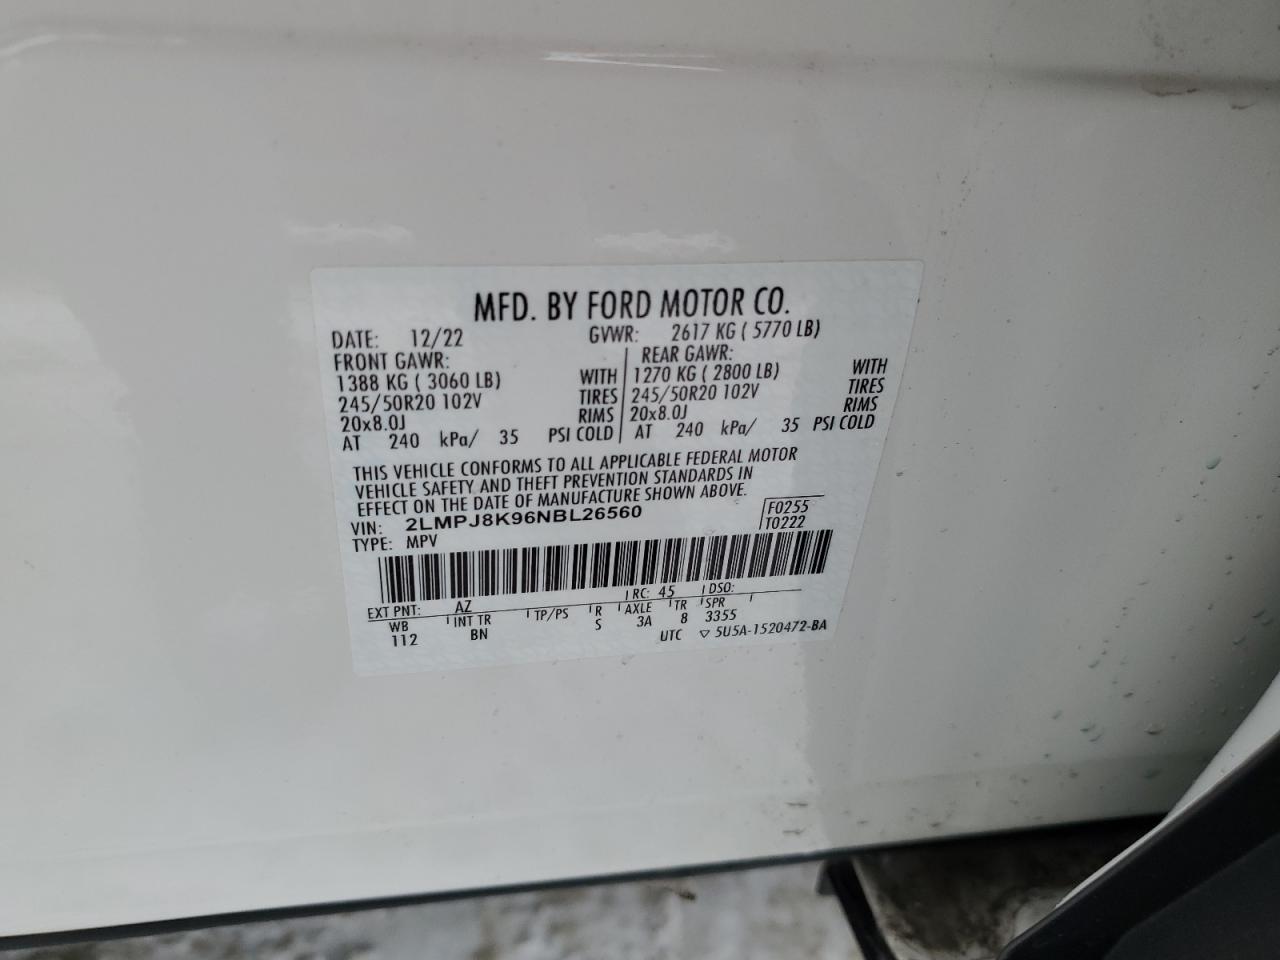 MFD. BY FORD MOTOR CO.
DATE: 12/22 GVWR: 2617 KG ( 5770 LB)
FRONT GAWR: REAR GAWR:
1388 KG ( 3060 LB) WITH 1270 KG ( 2800 LB) WITH
245/50R20 102V TIRES 245/50R20 102V TIRES
20x8.0J RIMS 20x8.0J RIMS
AT 240 kPa/ 35 PSI COLD AT 240 kPa/ 35 PSI COLD
THIS VEHICLE CONFORMS TO ALL APPLICABLE FEDERAL MOTOR
VEHICLE SAFETY AND THEFT PREVENTION STANDARDS IN
EFFECT ON THE DATE OF MANUFACTURE SHOWN ABOVE.
VIN: 2LMPJ8K96NBL26560 F0255
TYPE: MPV T0222
EXT PNT: AZ RC: 45 DSO:
WB INT TR TP/PS R AXLE TR SPR
112 BN S 3A 8 3355
UTC ▽ 5U5A-1520472-BA